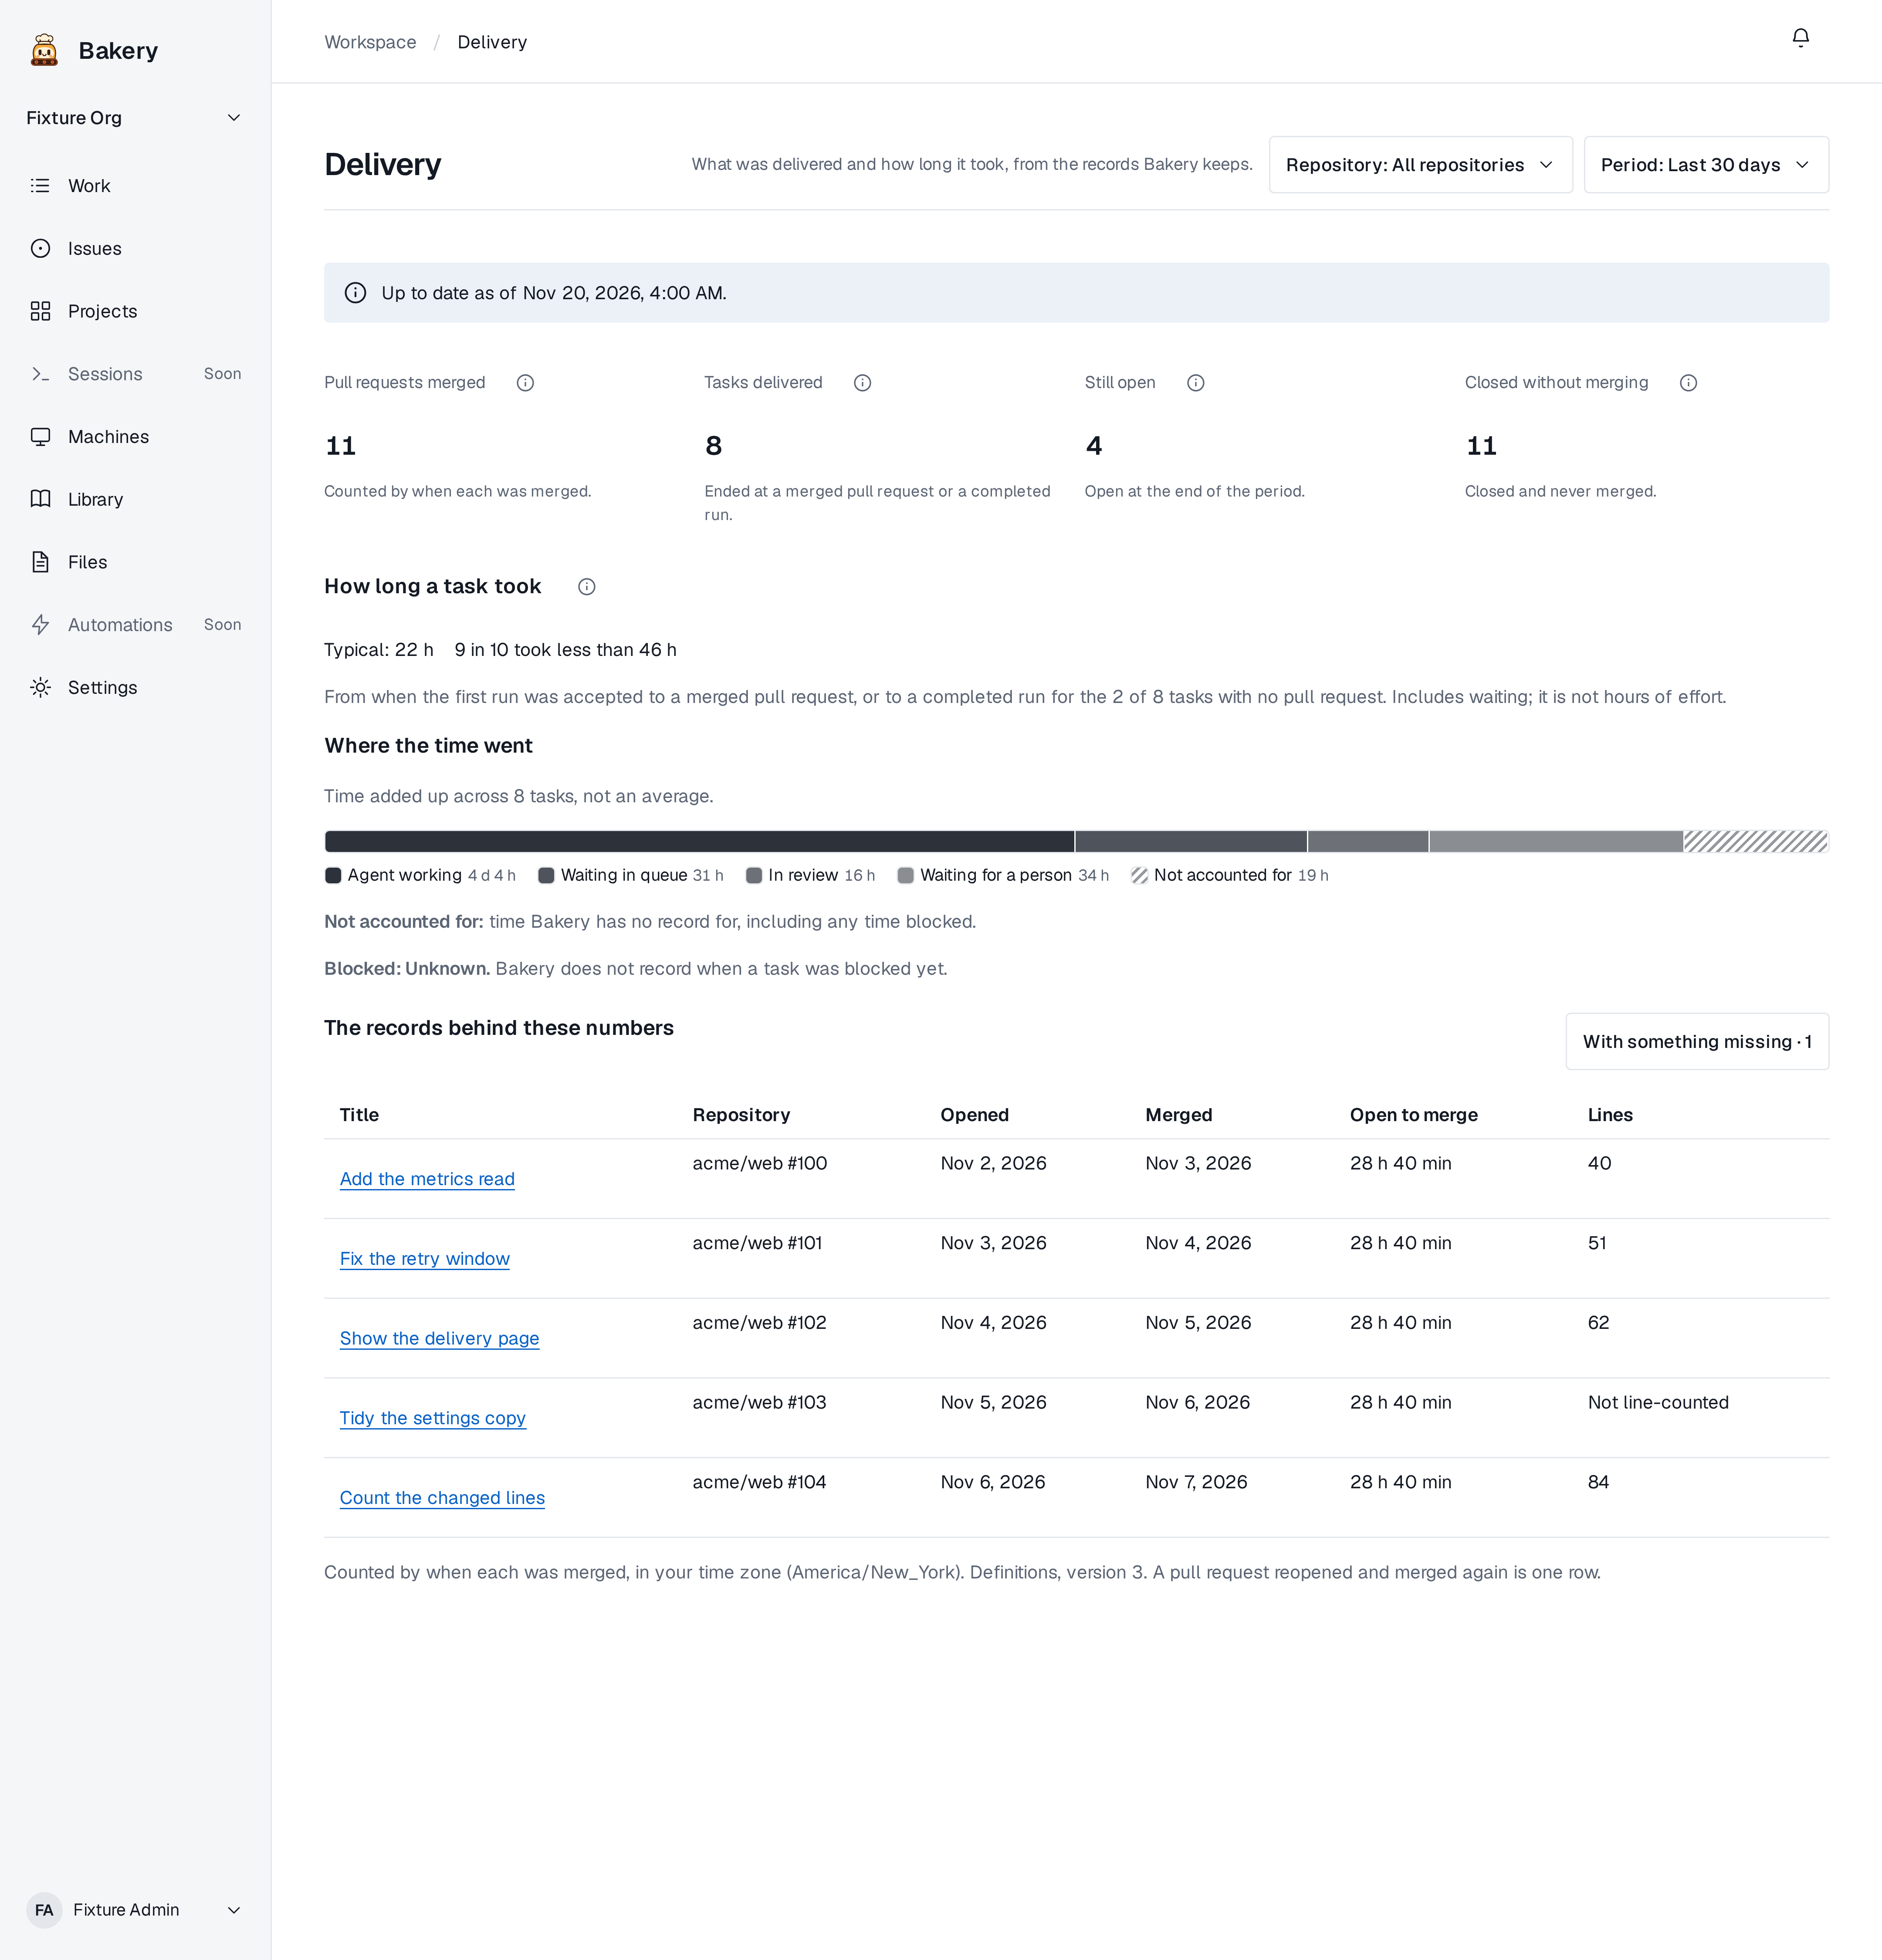 Bakery
Fixture Org
Work
Issues
Projects
Sessions Soon
Machines
Library
Files
Automations Soon
Settings
FA Fixture Admin
Workspace / Delivery
Delivery
What was delivered and how long it took, from the records Bakery keeps.
Repository: All repositories
Period: Last 30 days
Up to date as of Nov 20, 2026, 4:00 AM.
Pull requests merged
11
Counted by when each was merged.
Tasks delivered
8
Ended at a merged pull request or a completed
run.
Still open
4
Open at the end of the period.
Closed without merging
11
Closed and never merged.
How long a task took
Typical: 22 h 9 in 10 took less than 46 h
From when the first run was accepted to a merged pull request, or to a completed run for the 2 of 8 tasks with no pull request. Includes waiting; it is not hours of effort.
Where the time went
Time added up across 8 tasks, not an average.
Agent working 4 d 4 h Waiting in queue 31 h In review 16 h Waiting for a person 34 h Not accounted for 19 h
Not accounted for: time Bakery has no record for, including any time blocked.
Blocked: Unknown. Bakery does not record when a task was blocked yet.
The records behind these numbers
With something missing · 1
Title Repository Opened Merged Open to merge Lines
Add the metrics read acme/web #100 Nov 2, 2026 Nov 3, 2026 28 h 40 min 40
Fix the retry window acme/web #101 Nov 3, 2026 Nov 4, 2026 28 h 40 min 51
Show the delivery page acme/web #102 Nov 4, 2026 Nov 5, 2026 28 h 40 min 62
Tidy the settings copy acme/web #103 Nov 5, 2026 Nov 6, 2026 28 h 40 min Not line-counted
Count the changed lines acme/web #104 Nov 6, 2026 Nov 7, 2026 28 h 40 min 84
Counted by when each was merged, in your time zone (America/New_York). Definitions, version 3. A pull request reopened and merged again is one row.